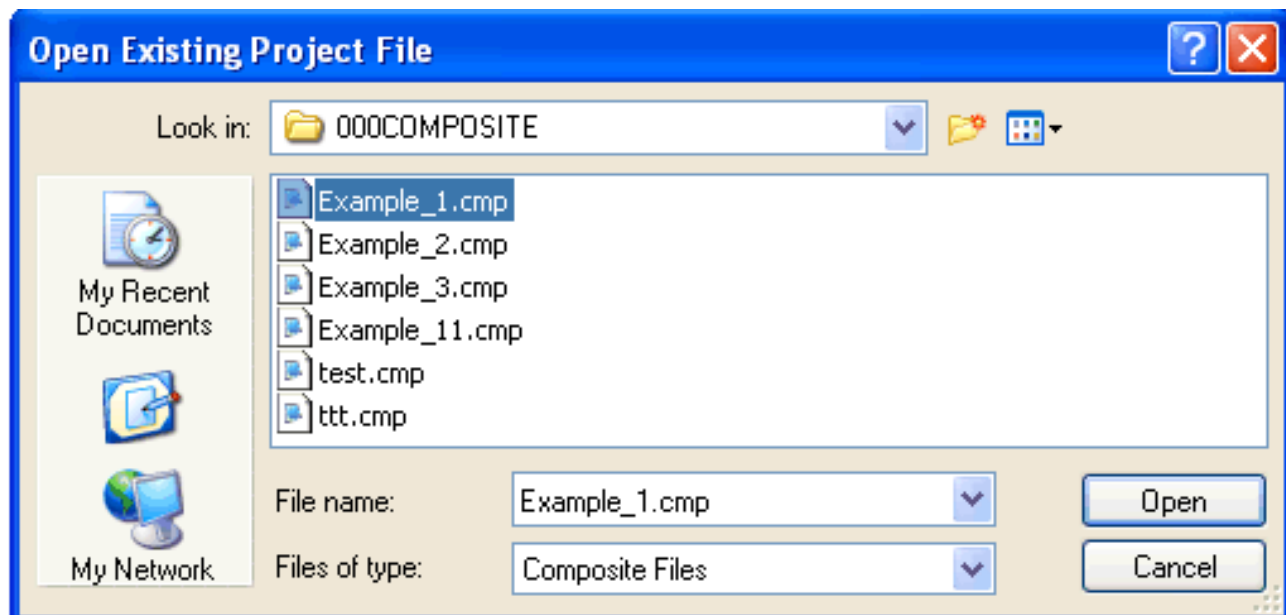 Open Existing Project File
Look in: 000COMPOSITE
My Recent
Documents
My Network
Example_1.cmp
Example_2.cmp
Example_3.cmp
Example_11.cmp
test.cmp
ttt.cmp
File name: Example_1.cmp Open
Files of type: Composite Files Cancel